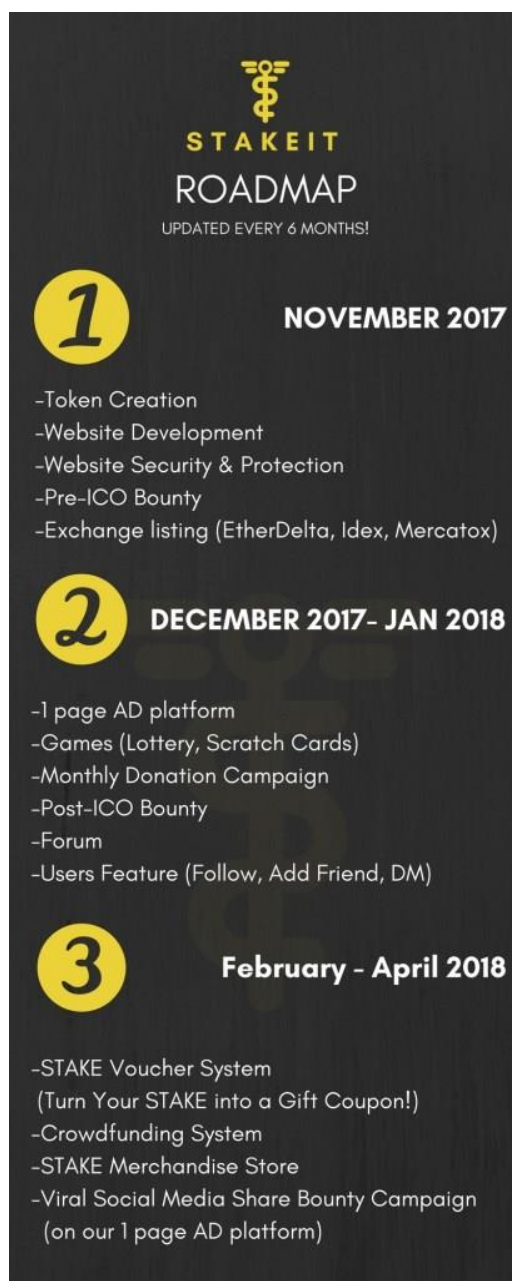 STAKEIT
ROADMAP
UPDATED EVERY 6 MONTHS!
1
NOVEMBER 2017
-Token Creation
-Website Development
-Website Security & Protection
-Pre-ICO Bounty
-Exchange listing (EtherDelta, Idex, Mercatox)
2
DECEMBER 2017- JAN 2018
-1 page AD platform
-Games (Lottery, Scratch Cards)
-Monthly Donation Campaign
-Post-ICO Bounty
-Forum
-Users Feature (Follow, Add Friend, DM)
3
February - April 2018
-STAKE Voucher System
(Turn Your STAKE into a Gift Coupon!)
-Crowdfunding System
-STAKE Merchandise Store
-Viral Social Media Share Bounty Campaign
(on our 1 page AD platform)